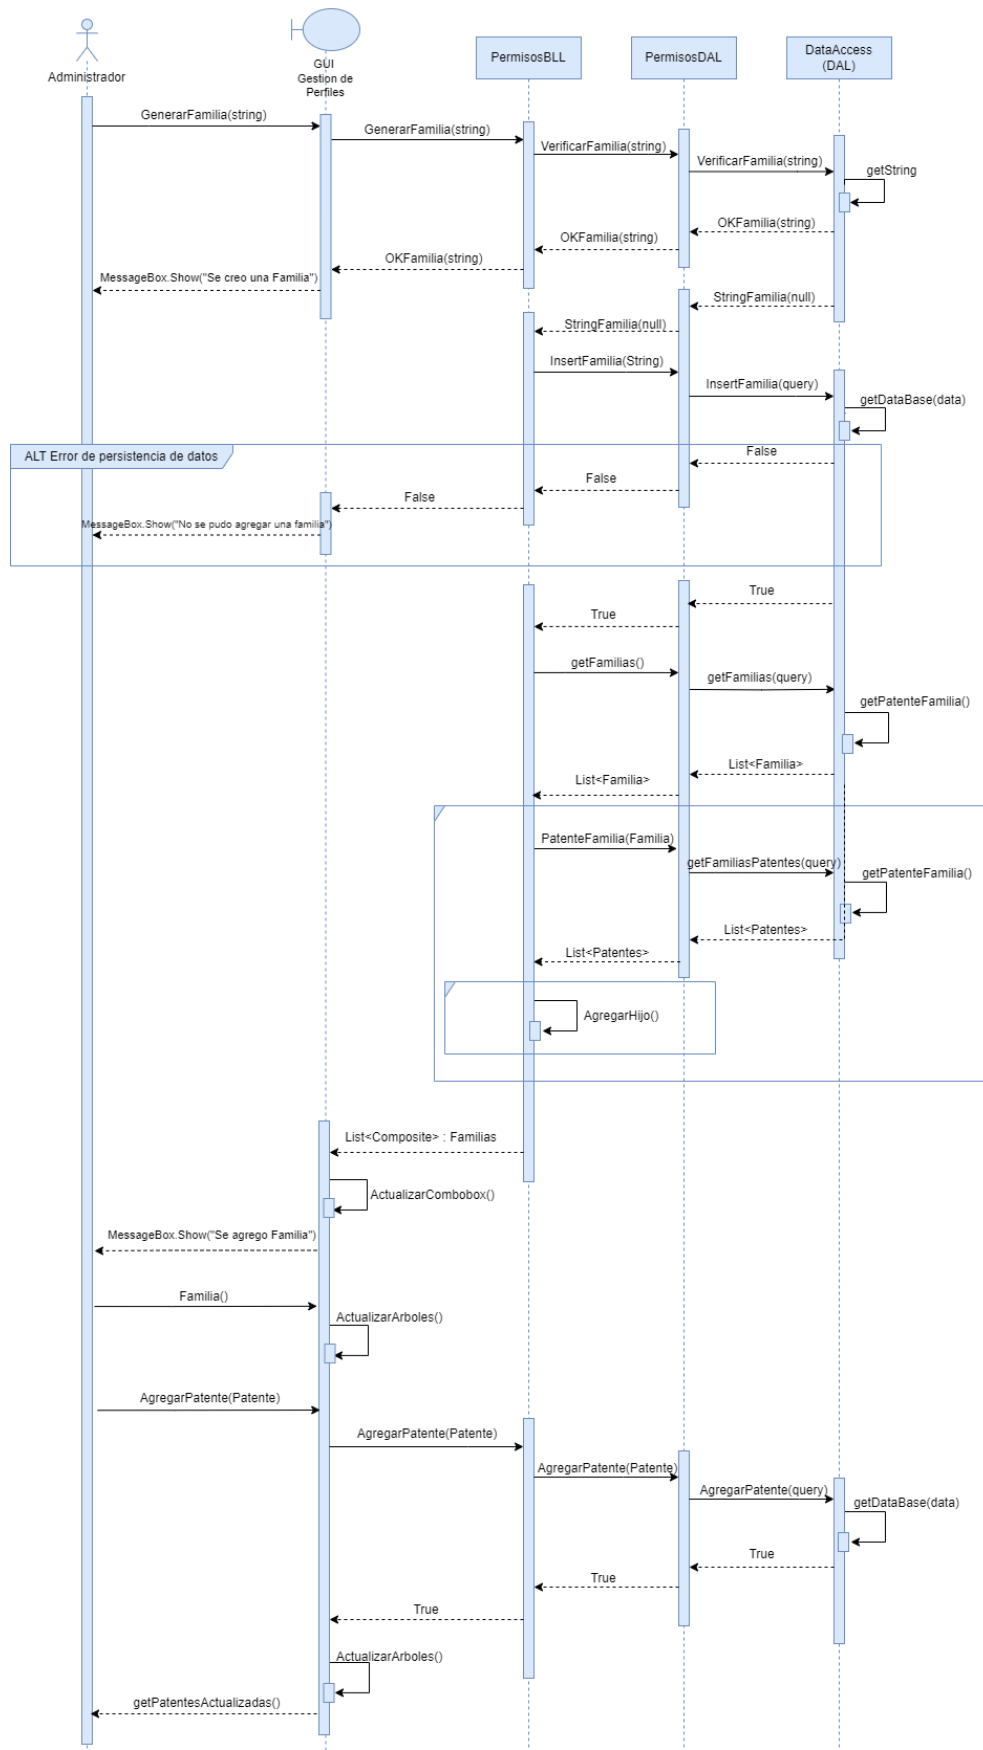 Administrador
GUI
Gestion de
Perfiles
PermisosBLL
PermisosDAL
DataAccess
(DAL)
GenerarFamilia(string)
GenerarFamilia(string)
VerificarFamilia(string)
VerificarFamilia(string)
getString
OKFamilia(string)
OKFamilia(string)
OKFamilia(string)
MessageBox.Show("Se creo una Familia")
StringFamilia(null)
StringFamilia(null)
InsertFamilia(String)
InsertFamilia(query)
getDataBase(data)
ALT Error de persistencia de datos
False
False
False
MessageBox.Show("No se pudo agregar una familia")
True
True
getFamilias()
getFamilias(query)
getPatenteFamilia()
List<Familia>
List<Familia>
PatenteFamilia(Familia)
getFamiliasPatentes(query)
getPatenteFamilia()
List<Patentes>
List<Patentes>
AgregarHijo()
List<Composite> : Familias
ActualizarCombobox()
MessageBox.Show("Se agrego Familia")
Familia()
ActualizarArboles()
AgregarPatente(Patente)
AgregarPatente(Patente)
AgregarPatente(Patente)
AgregarPatente(query)
getDataBase(data)
True
True
True
ActualizarArboles()
getPatentesActualizadas()